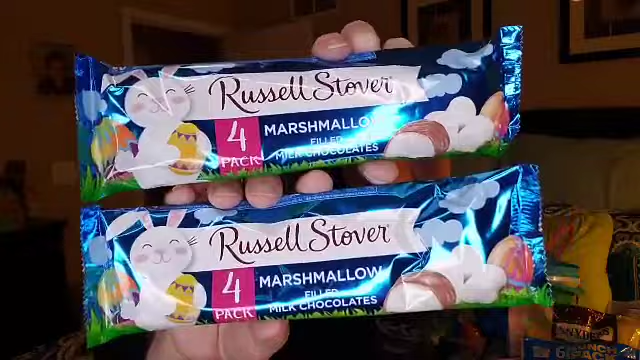 Russell Stover
4
PACK
MARSHMALLOW
FILLED
MILK CHOCOLATES
Russell Stover
4
PACK
MARSHMALLOW
FILLED
MILK CHOCOLATES